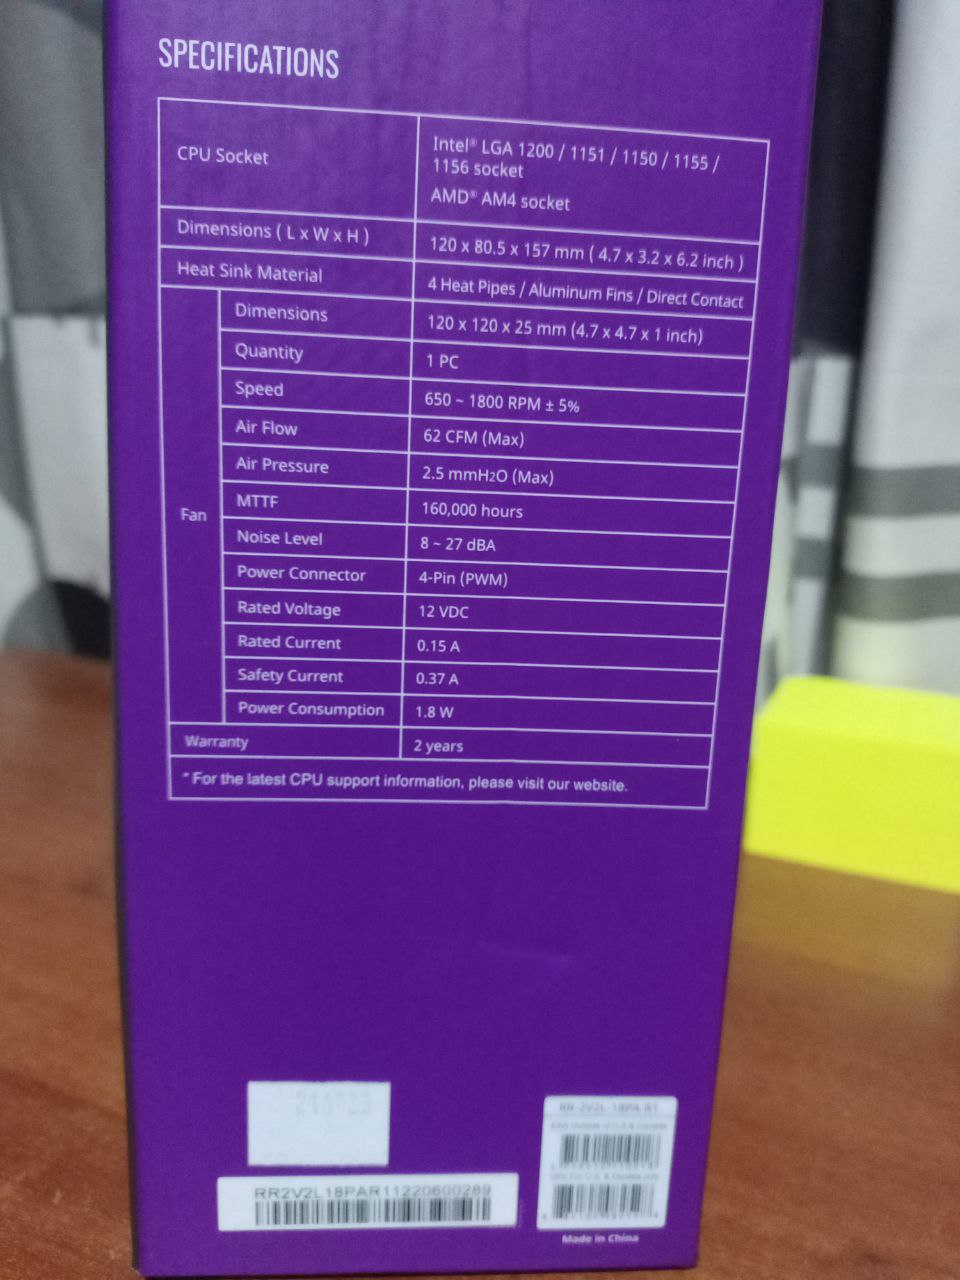 SPECIFICATIONS
CPU Socket
Intel® LGA 1200 / 1151 / 1150 / 1155 /
1156 socket
AMD® AM4 socket
Dimensions ( L x W x H )
120 x 80.5 x 157 mm ( 4.7 x 3.2 x 6.2 inch )
Heat Sink Material
4 Heat Pipes / Aluminum Fins / Direct Contact
Fan
Dimensions
120 x 120 x 25 mm (4.7 x 4.7 x 1 inch)
Quantity
1 PC
Speed
650 ~ 1800 RPM ± 5%
Air Flow
62 CFM (Max)
Air Pressure
2.5 mmH2O (Max)
MTTF
160,000 hours
Noise Level
8 ~ 27 dBA
Power Connector
4-Pin (PWM)
Rated Voltage
12 VDC
Rated Current
0.15 A
Safety Current
0.37 A
Power Consumption
1.8 W
Warranty
2 years
* For the latest CPU support information, please visit our website.
RR-2V2L-18PA-R1
RR2V2L18PAR11220600289
Made in China